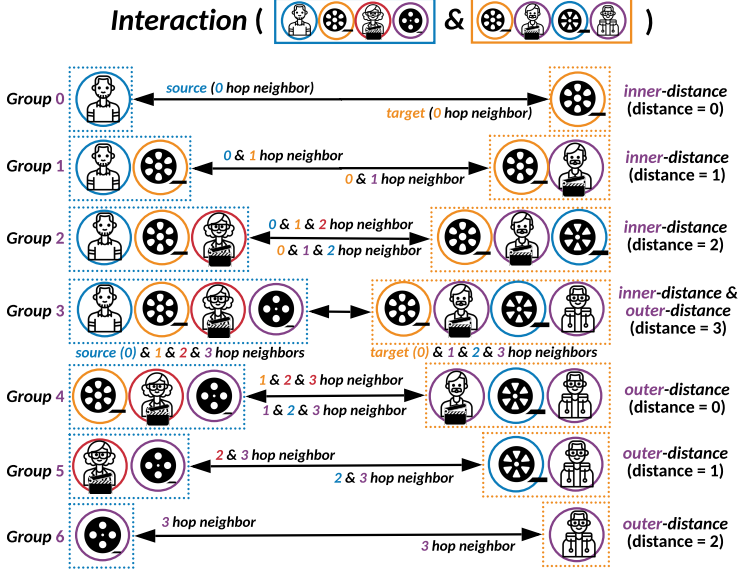 Interaction ( & )
Group 0
source (0 hop neighbor)
target (0 hop neighbor)
inner-distance
(distance = 0)
Group 1
0 & 1 hop neighbor
0 & 1 hop neighbor
inner-distance
(distance = 1)
Group 2
0 & 1 & 2 hop neighbor
0 & 1 & 2 hop neighbor
inner-distance
(distance = 2)
Group 3
inner-distance &
outer-distance
(distance = 3)
source (0) & 1 & 2 & 3 hop neighbors
target (0) & 1 & 2 & 3 hop neighbors
Group 4
1 & 2 & 3 hop neighbor
1 & 2 & 3 hop neighbor
outer-distance
(distance = 0)
Group 5
2 & 3 hop neighbor
2 & 3 hop neighbor
outer-distance
(distance = 1)
Group 6
3 hop neighbor
3 hop neighbor
outer-distance
(distance = 2)